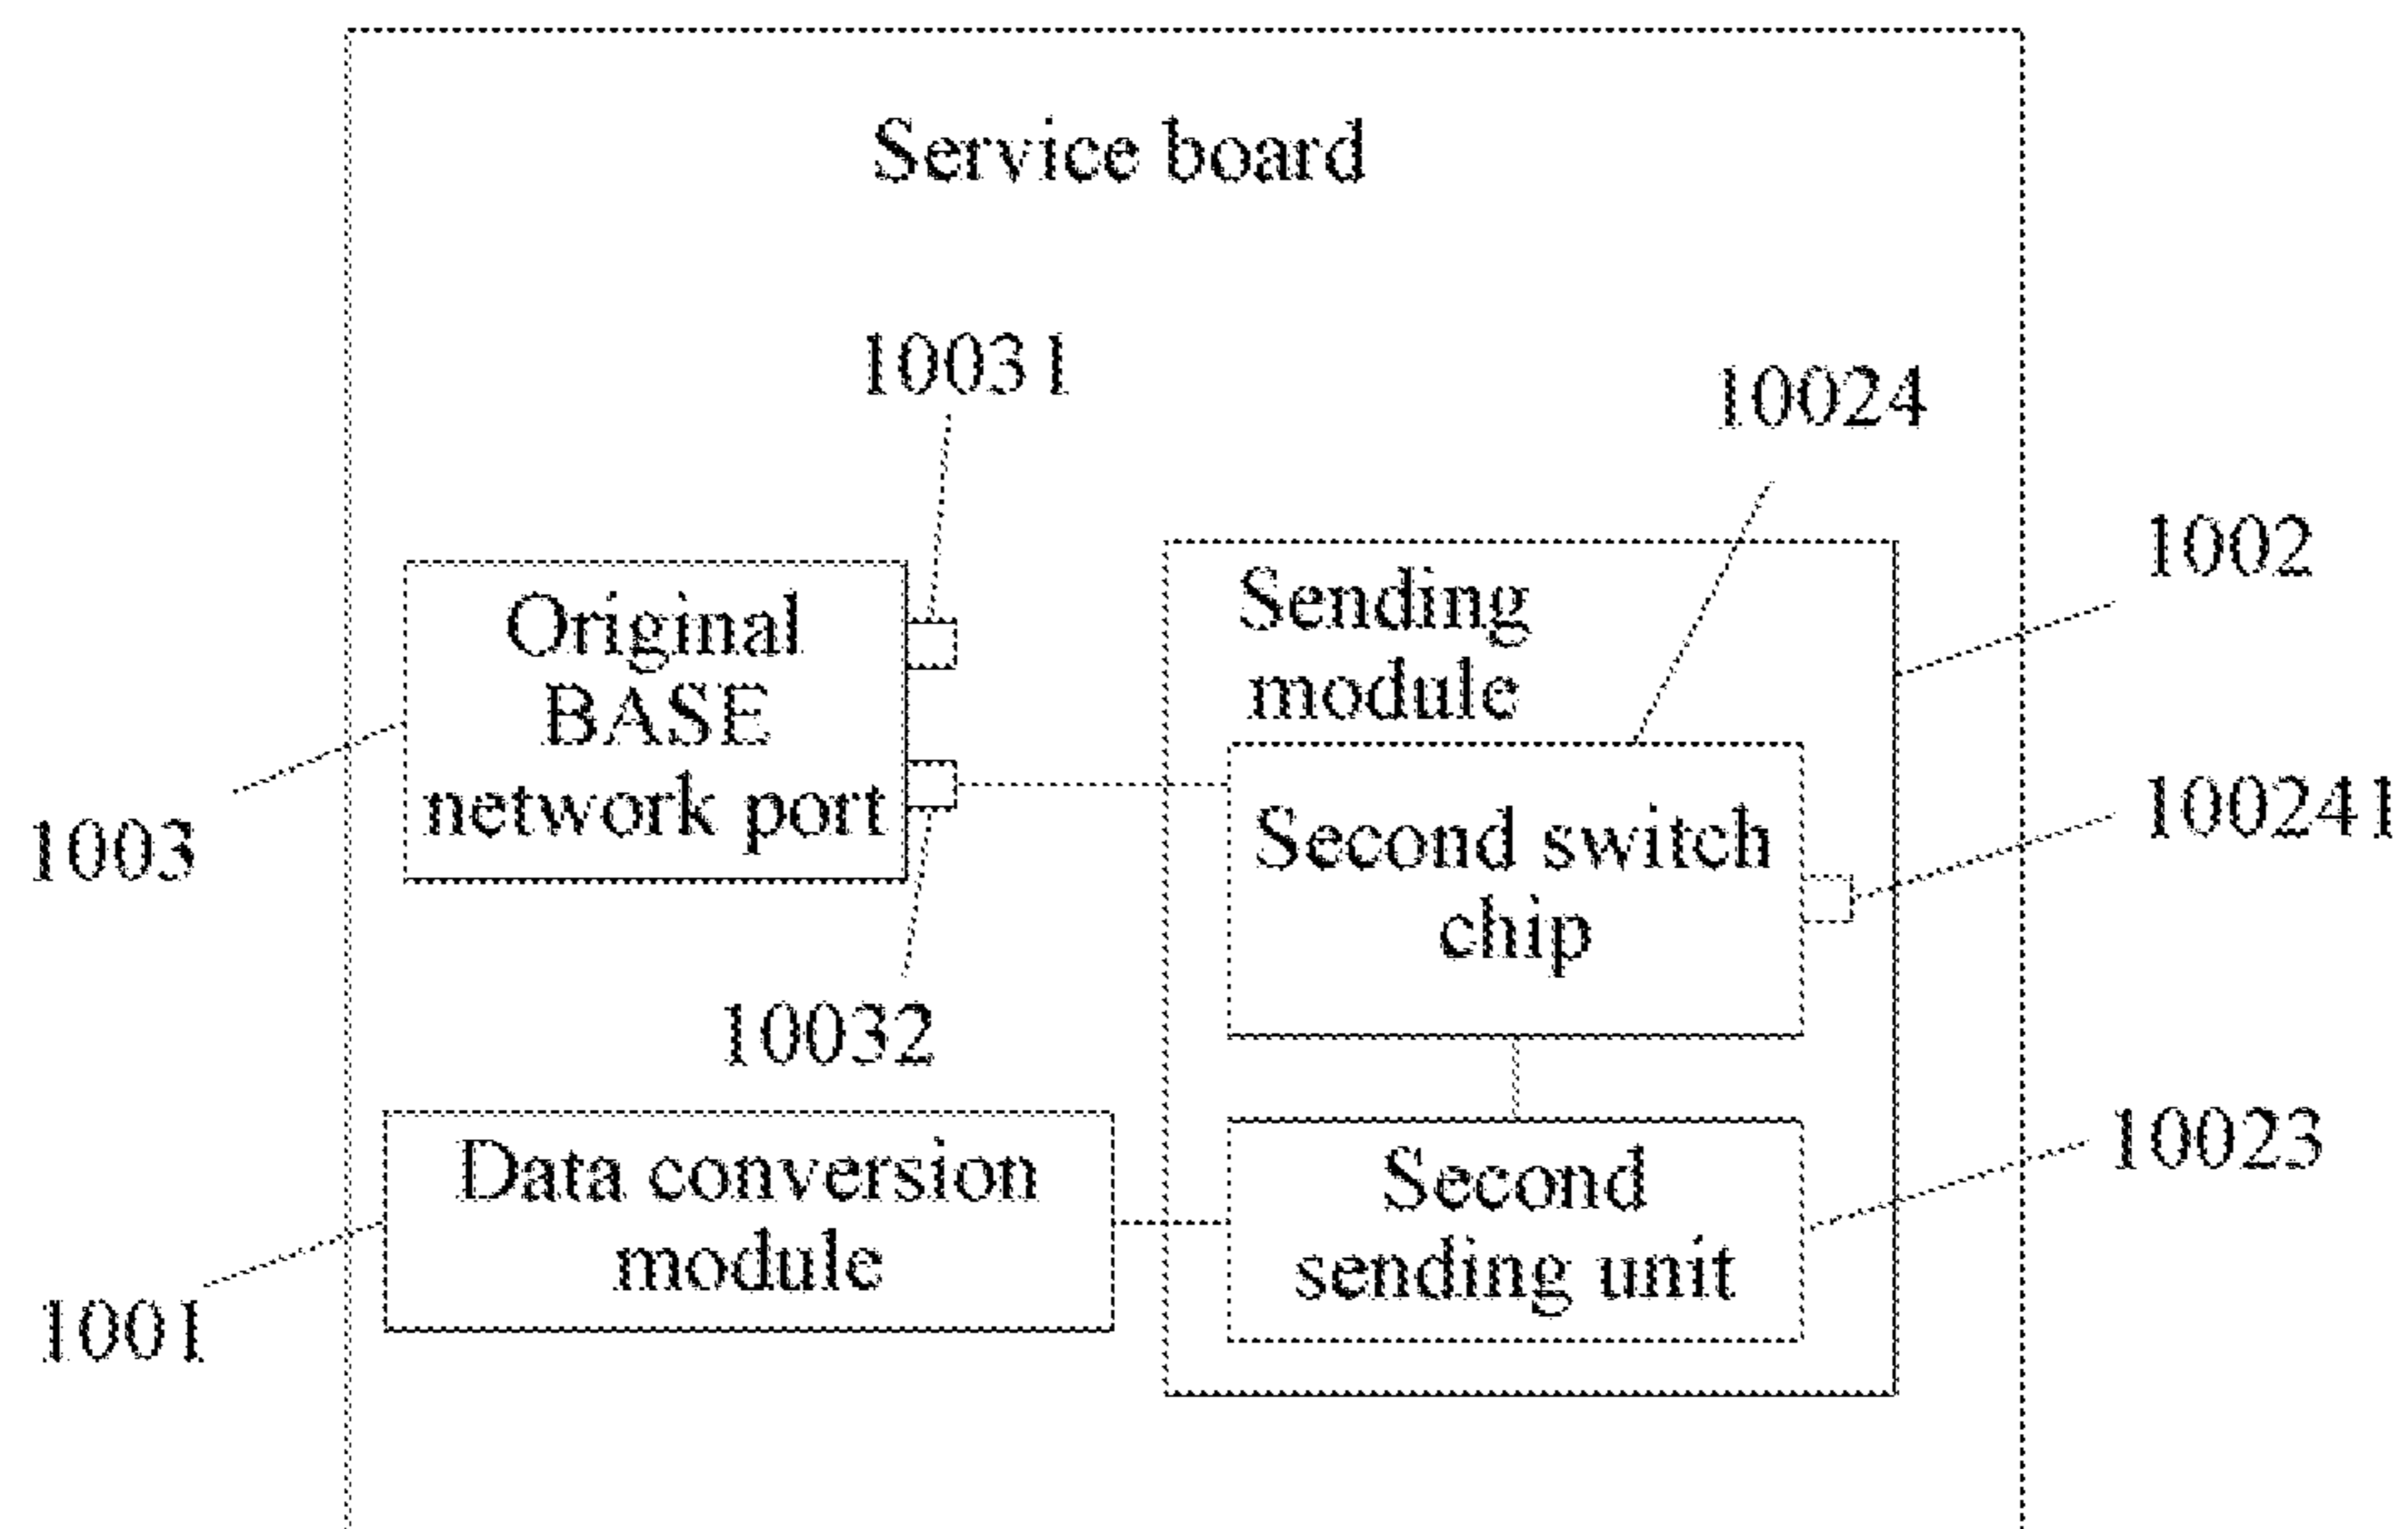 Service board
10031
10024
1002
Sending
module
Original
BASE
network port
1003
100241
Second switch
chip
10032
10023
Data conversion
module
Second
sending unit
1001